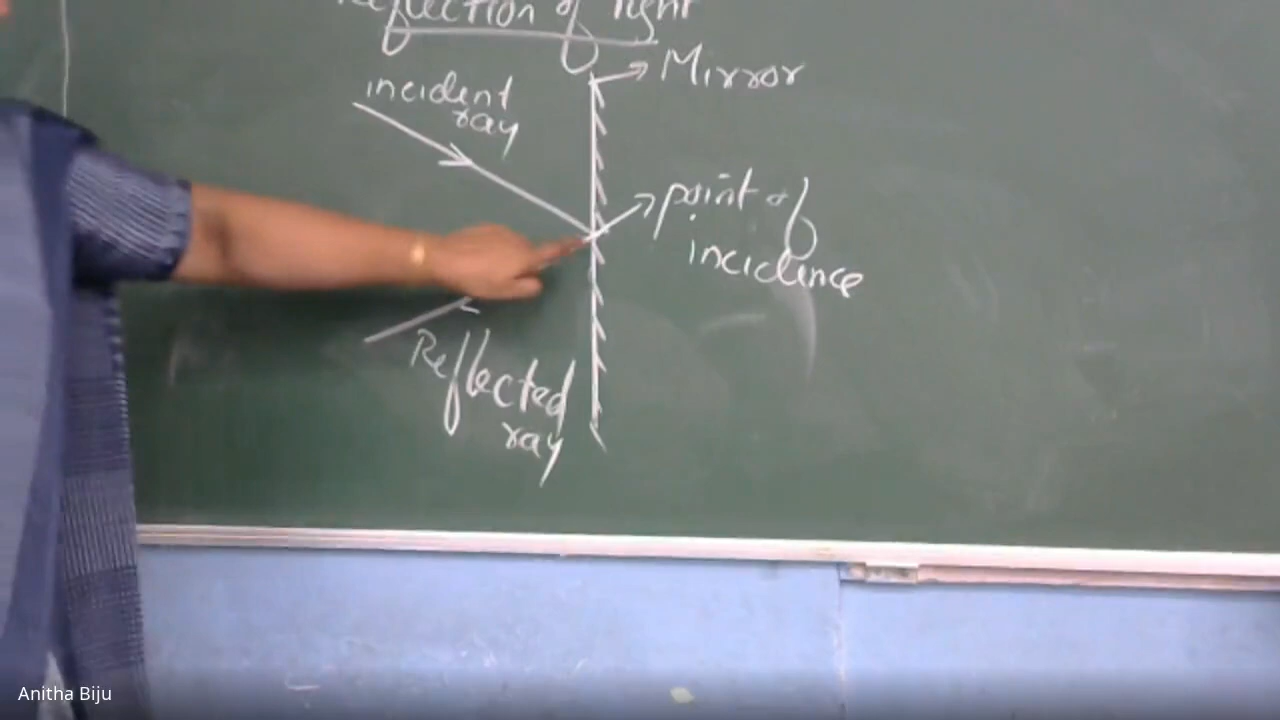 Reflection of light
Mirror
incident
ray
point of
incidence
Reflected
ray
Anitha Biju